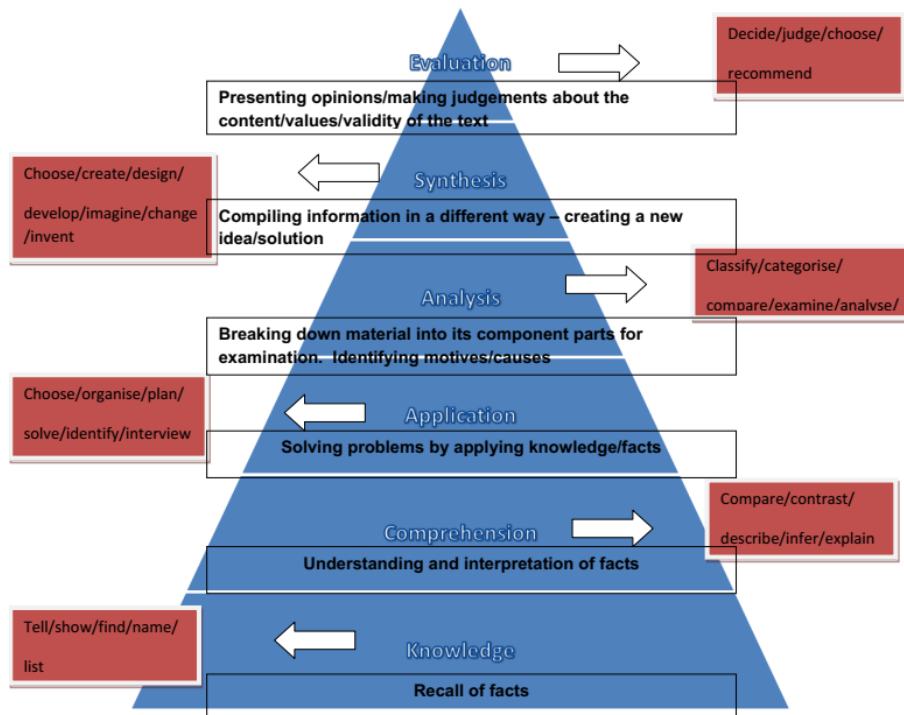 Evaluation
Decide/judge/choose/
recommend
Presenting opinions/making judgements about the
content/values/validity of the text
Synthesis
Choose/create/design/
develop/imagine/change
/invent
Compiling information in a different way – creating a new
idea/solution
Analysis
Classify/categorise/
compare/examine/analyse/
Breaking down material into its component parts for
examination. Identifying motives/causes
Application
Choose/organise/plan/
solve/identify/interview
Solving problems by applying knowledge/facts
Comprehension
Compare/contrast/
describe/infer/explain
Understanding and interpretation of facts
Knowledge
Tell/show/find/name/
list
Recall of facts